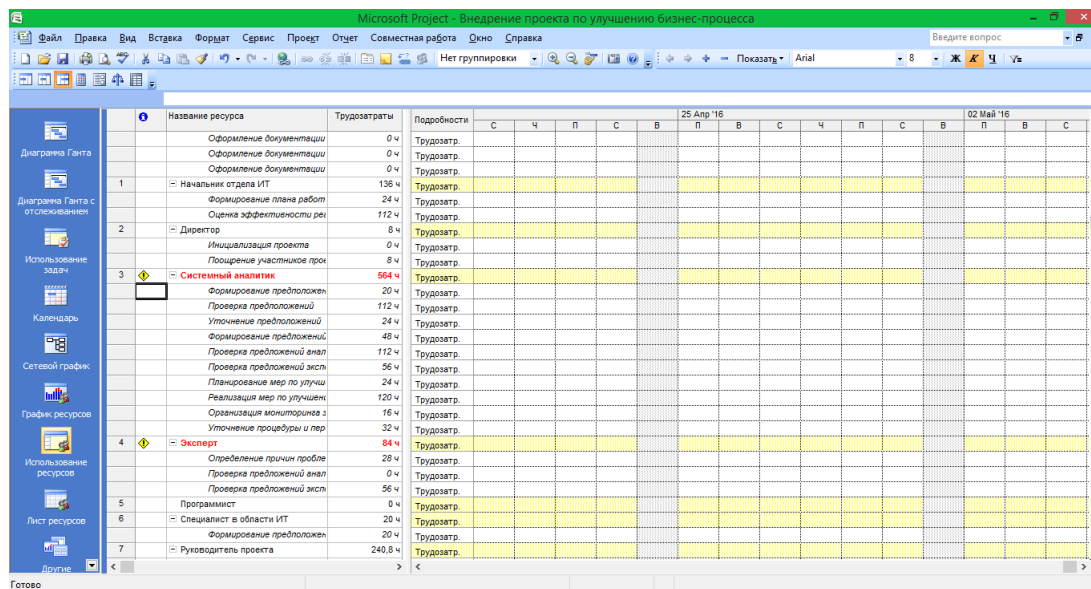 Microsoft Project - Внедрение проекта по улучшению бизнес-процесса
Файл Правка Вид Вставка Формат Сервис Проект Отчет Совместная работа Окно Справка Введите вопрос
Нет группировки Показать Arial 8 Ж К Ч
Название ресурса Трудозатраты Подробности 25 Апр '16 02 Май '16
С Ч П С В П В С Ч П С В П В С
Оформление документации 0 ч Трудозатр.
Оформление документации 0 ч Трудозатр.
Оформление документации 0 ч Трудозатр.
1 Начальник отдела ИТ 136 ч Трудозатр.
Формирование плана работ 24 ч Трудозатр.
Оценка эффективности ре 112 ч Трудозатр.
2 Директор 8 ч Трудозатр.
Инициализация проекта 0 ч Трудозатр.
Поощрение участников прое 8 ч Трудозатр.
3 Системный аналитик 564 ч Трудозатр.
Формирование предположен 20 ч Трудозатр.
Проверка предположений 112 ч Трудозатр.
Уточнение предположений 24 ч Трудозатр.
Формирование предложений 48 ч Трудозатр.
Проверка предложений анал 112 ч Трудозатр.
Проверка предложений эксп 56 ч Трудозатр.
Планирование мер по улучш 24 ч Трудозатр.
Реализация мер по улучшен 120 ч Трудозатр.
Организация мониторинга з 16 ч Трудозатр.
Уточнение процедуры и пер 32 ч Трудозатр.
4 Эксперт 84 ч Трудозатр.
Определение причин пробле 28 ч Трудозатр.
Проверка предложений анал 0 ч Трудозатр.
Проверка предложений эксп 56 ч Трудозатр.
5 Программист 0 ч Трудозатр.
6 Специалист в области ИТ 20 ч Трудозатр.
Формирование предположен 20 ч Трудозатр.
7 Руководитель проекта 240,8 ч Трудозатр.
Диаграмма Ганта
Диаграмма Ганта с
отслеживанием
Использование
задач
Календарь
Сетевой график
График ресурсов
Использование
ресурсов
Лист ресурсов
Другие
Готово